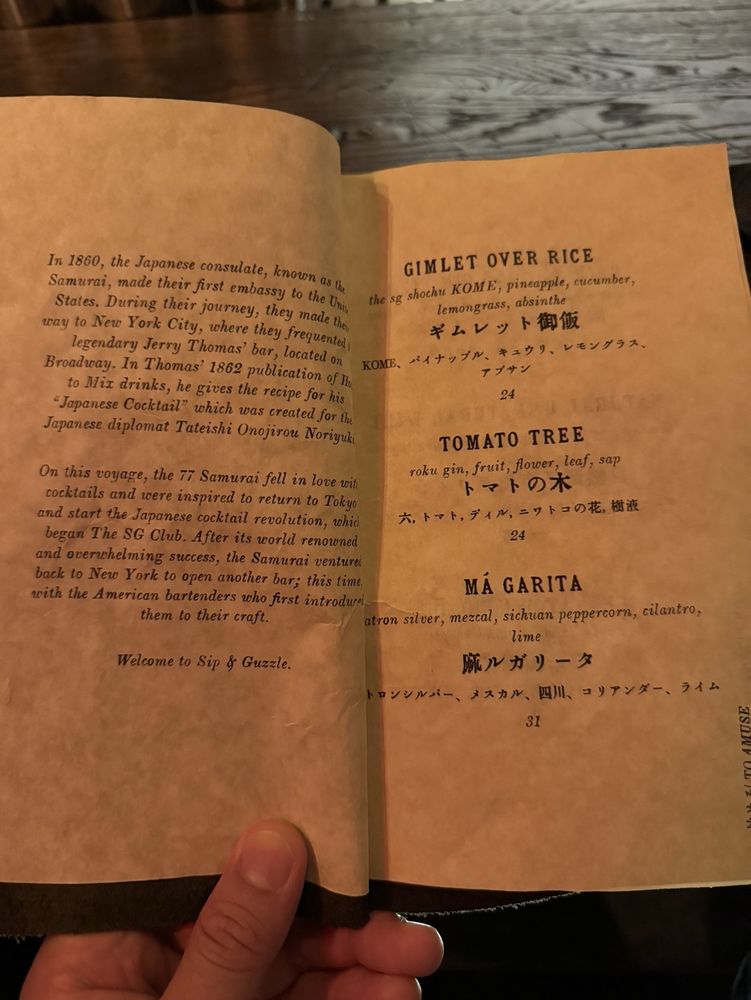 In 1860, the Japanese consulate, known as the
Samurai, made their first embassy to the
States. During their journey, they made
way to New York City, where they frequented
legendary Jerry Thomas' bar, located on
Broadway. In Thomas' 1862 publication of
to Mix drinks, he gives the recipe for his
"Japanese Cocktail" which was created for the
Japanese diplomat Tateishi Onojirou Noriyuki
On this voyage, the 77 Samurai fell in love with
cocktails and were inspired to return to Tokyo
and start the Japanese cocktail revolution, which
began The SG Club. After its world renowned
and overwhelming success, the Samurai ventured
back to New York to open another bar; this time,
with the American bartenders who first introduced
them to their craft.
Welcome to Sip & Guzzle.
GIMLET OVER RICE
the sg shochu KOME, pineapple, cucumber,
lemongrass, absinthe
ギムレット御飯
KOME、パイナップル、キュウリ、レモングラス、
アブサン
24
TOMATO TREE
roku gin, fruit, flower, leaf, sap
トマトの木
六, トマト, ディル, ニワトコの花, 樹液
24
MÁ GARITA
silver, mezcal, sichuan peppercorn, cilantro,
lime
麻ルガリータ
トロンシルバー、メスカル、四川、コリアンダー、ライム
31
TO AMUSE